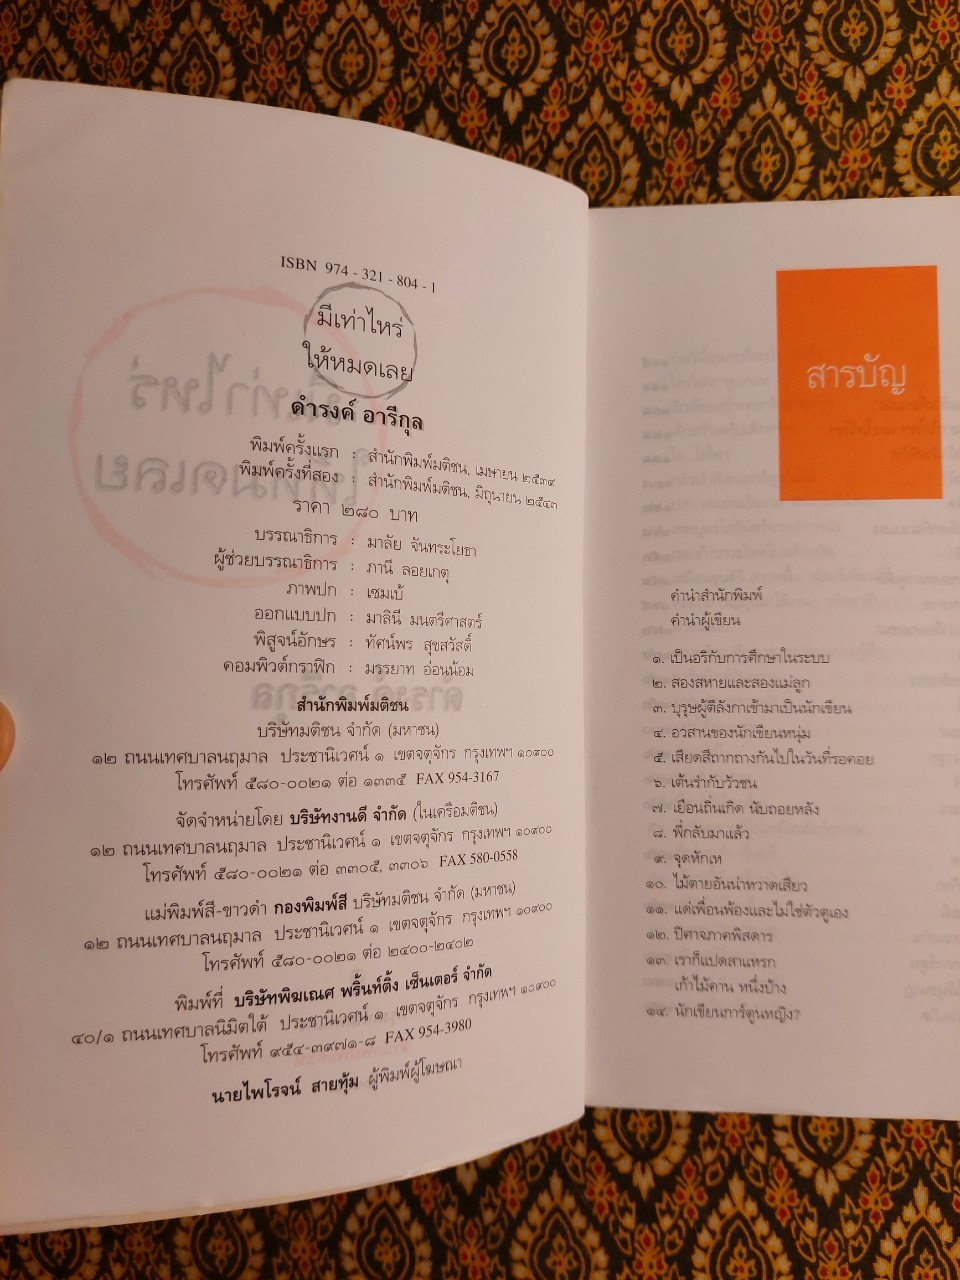 ISBN 974 - 321 - 804 - 1
มีเท่าไหร่
ให้หมดเลย
ดำรงค์ อารีกุล
พิมพ์ครั้งแรก : สำนักพิมพ์มติชน, เมษายน ๒๕๓๙
พิมพ์ครั้งที่สอง : สำนักพิมพ์มติชน, มิถุนายน ๒๕๔๓
ราคา ๒๘๐ บาท
บรรณาธิการ : มาลัย จันทระโยธา
ผู้ช่วยบรรณาธิการ : ภานี ลอยเกตุ
ภาพปก : เซมเบ้
ออกแบบปก : มาลินี มนตรีศาสตร์
พิสูจน์อักษร : ทัศน์พร สุขสวัสดิ์
คอมพิวต์กราฟิก : มรรยาท อ่อนน้อม
สำนักพิมพ์มติชน
บริษัทมติชน จำกัด (มหาชน)
๑๒ ถนนเทศบาลนฤมาล ประชานิเวศน์ ๑ เขตจตุจักร กรุงเทพฯ ๑๐๙๐๐
โทรศัพท์ ๕๘๐-๐๐๒๑ ต่อ ๑๓๓๕ FAX 954-3167
จัดจำหน่ายโดย บริษัทงานดี จำกัด (ในเครือมติชน)
๑๒ ถนนเทศบาลนฤมาล ประชานิเวศน์ ๑ เขตจตุจักร กรุงเทพฯ ๑๐๙๐๐
โทรศัพท์ ๕๘๐-๐๐๒๑ ต่อ ๓๓๐๕, ๓๓๐๖ FAX 580-0558
แม่พิมพ์สี-ขาวดำ กองพิมพ์สี บริษัทมติชน จำกัด (มหาชน)
๑๒ ถนนเทศบาลนฤมาล ประชานิเวศน์ ๑ เขตจตุจักร กรุงเทพฯ ๑๐๙๐๐
โทรศัพท์ ๕๘๐-๐๐๒๑ ต่อ ๒๔๐๐-๒๔๐๒
พิมพ์ที่ บริษัทพิฆเณศ พริ้นท์ติ้ง เซ็นเตอร์ จำกัด
๔๐/๑ ถนนเทศบาลนิมิตใต้ ประชานิเวศน์ ๑ เขตจตุจักร กรุงเทพฯ ๑๐๙๐๐
โทรศัพท์ ๙๕๔-๓๙๗๑-๘ FAX 954-3980
นายไพโรจน์ สายทุ้ม ผู้พิมพ์ผู้โฆษณา
สารบัญ
คำนำสำนักพิมพ์
คำนำผู้เขียน
๑. เป็นอริกับการศึกษาในระบบ
๒. สองสหายและสองแม่ลูก
๓. บุรุษผู้ตีลังกาเข้ามาเป็นนักเขียน
๔. อวสานของนักเขียนหนุ่ม
๕. เสียดสีถากถางกันไปในวันที่รอคอย
๖. เต้นรำกับวัวชน
๗. เยือนถิ่นเกิด นับถอยหลัง
๘. พี่กลับมาแล้ว
๙. จุดหักเห
๑๐. ไม้ตายอันน่าหวาดเสียว
๑๑. แด่เพื่อนพ้องและไม่ใช่ตัวตูเอง
๑๒. ปิศาจภาคพิสดาร
๑๓. เราก็แปดสาแหรก
เก้าไม้คาน หนึ่งบ้าง
๑๔. นักเขียนการ์ตูนหญิง?